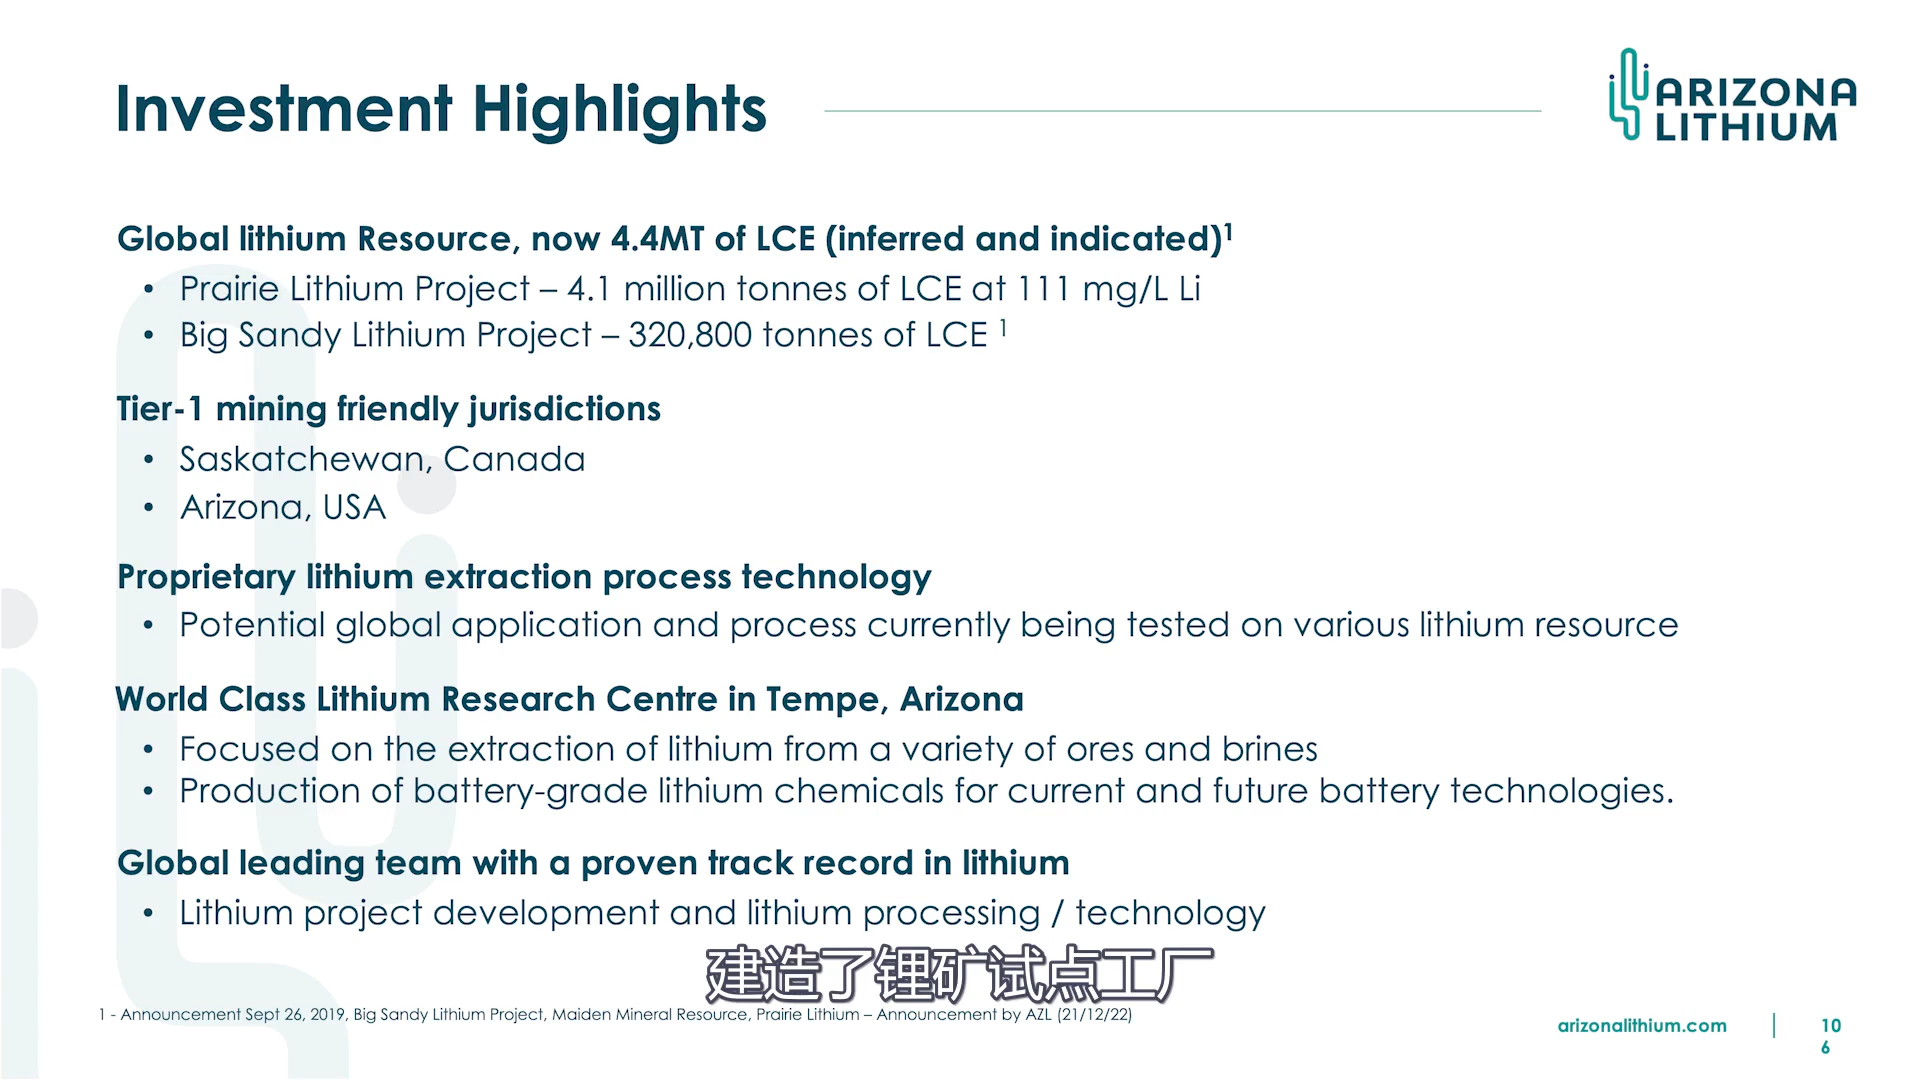 Investment Highlights
ARIZONA
LITHIUM
Global lithium Resource, now 4.4MT of LCE (inferred and indicated)¹
• Prairie Lithium Project – 4.1 million tonnes of LCE at 111 mg/L Li
• Big Sandy Lithium Project – 320,800 tonnes of LCE ¹
Tier-1 mining friendly jurisdictions
• Saskatchewan, Canada
• Arizona, USA
Proprietary lithium extraction process technology
• Potential global application and process currently being tested on various lithium resource
World Class Lithium Research Centre in Tempe, Arizona
• Focused on the extraction of lithium from a variety of ores and brines
• Production of battery-grade lithium chemicals for current and future battery technologies.
Global leading team with a proven track record in lithium
• Lithium project development and lithium processing / technology
建造了锂矿试点工厂
1 - Announcement Sept 26, 2019, Big Sandy Lithium Project, Maiden Mineral Resource, Prairie Lithium – Announcement by AZL (21/12/22)
arizonalithium.com
10
6